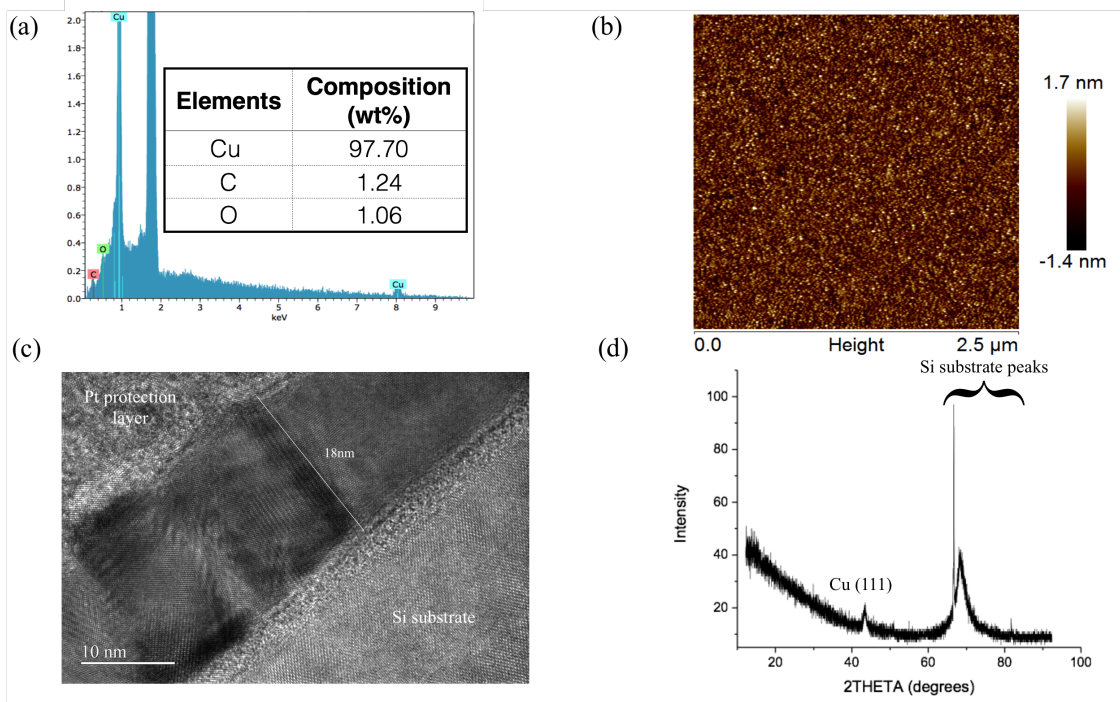 (a)
Cu
2.0
1.8
1.6
1.4
1.2
1.0
0.8
0.6
0.4
0.2
0.0
O
C
Cu
1 2 3 4 5 6 7 8 9
keV
Elements Composition (wt%)
Cu 97.70
C 1.24
O 1.06
(b)
1.7 nm
-1.4 nm
0.0 Height 2.5 µm
(c)
Pt protection
layer
18nm
Si substrate
10 nm
(d)
Si substrate peaks
100
80
60
40
20
Intensity
Cu (111)
20 40 60 80 100
2THETA (degrees)